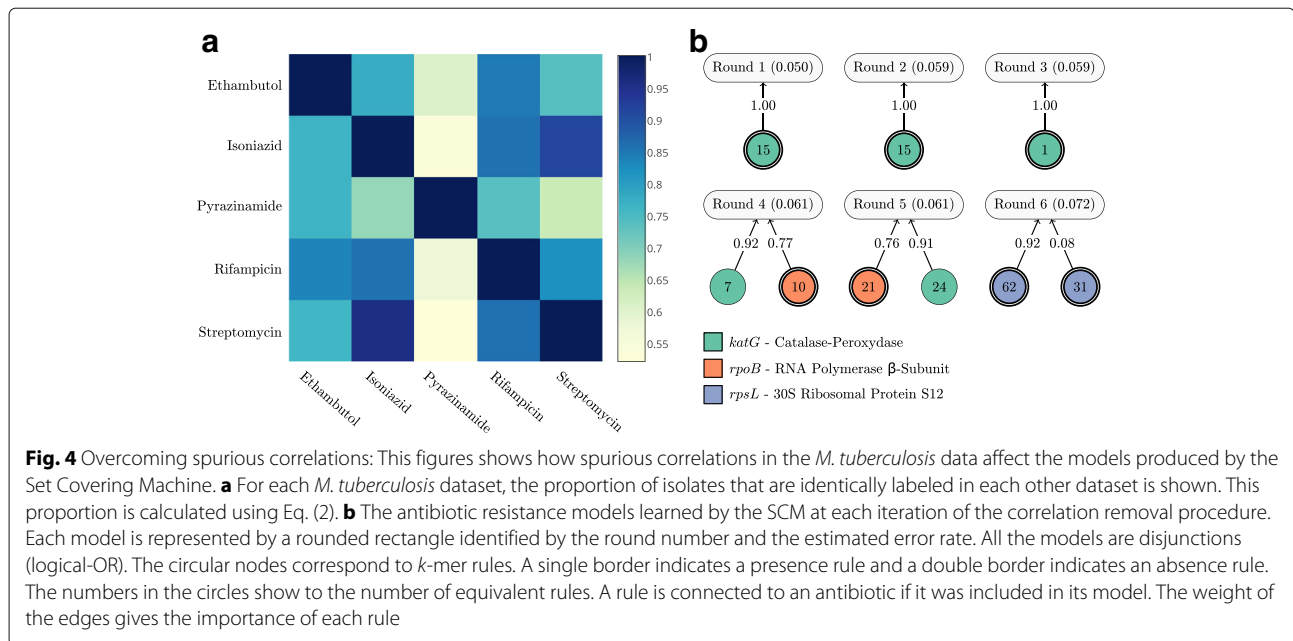 a
Ethambutol
Isoniazid
Pyrazinamide
Rifampicin
Streptomycin
Ethambutol
Isoniazid
Pyrazinamide
Rifampicin
Streptomycin
1
0.95
0.9
0.85
0.8
0.75
0.7
0.65
0.6
0.55
b
Round 1 (0.050)
Round 2 (0.059)
Round 3 (0.059)
1.00
1.00
1.00
15
15
1
Round 4 (0.061)
Round 5 (0.061)
Round 6 (0.072)
0.92
0.77
0.76
0.91
0.92
0.08
7
10
21
24
62
31
katG - Catalase-Peroxydase
rpoB - RNA Polymerase β-Subunit
rpsL - 30S Ribosomal Protein S12
Fig. 4 Overcoming spurious correlations: This figures shows how spurious correlations in the M. tuberculosis data affect the models produced by the
Set Covering Machine. a For each M. tuberculosis dataset, the proportion of isolates that are identically labeled in each other dataset is shown. This
proportion is calculated using Eq. (2). b The antibiotic resistance models learned by the SCM at each iteration of the correlation removal procedure.
Each model is represented by a rounded rectangle identified by the round number and the estimated error rate. All the models are disjunctions
(logical-OR). The circular nodes correspond to k-mer rules. A single border indicates a presence rule and a double border indicates an absence rule.
The numbers in the circles show to the number of equivalent rules. A rule is connected to an antibiotic if it was included in its model. The weight of
the edges gives the importance of each rule